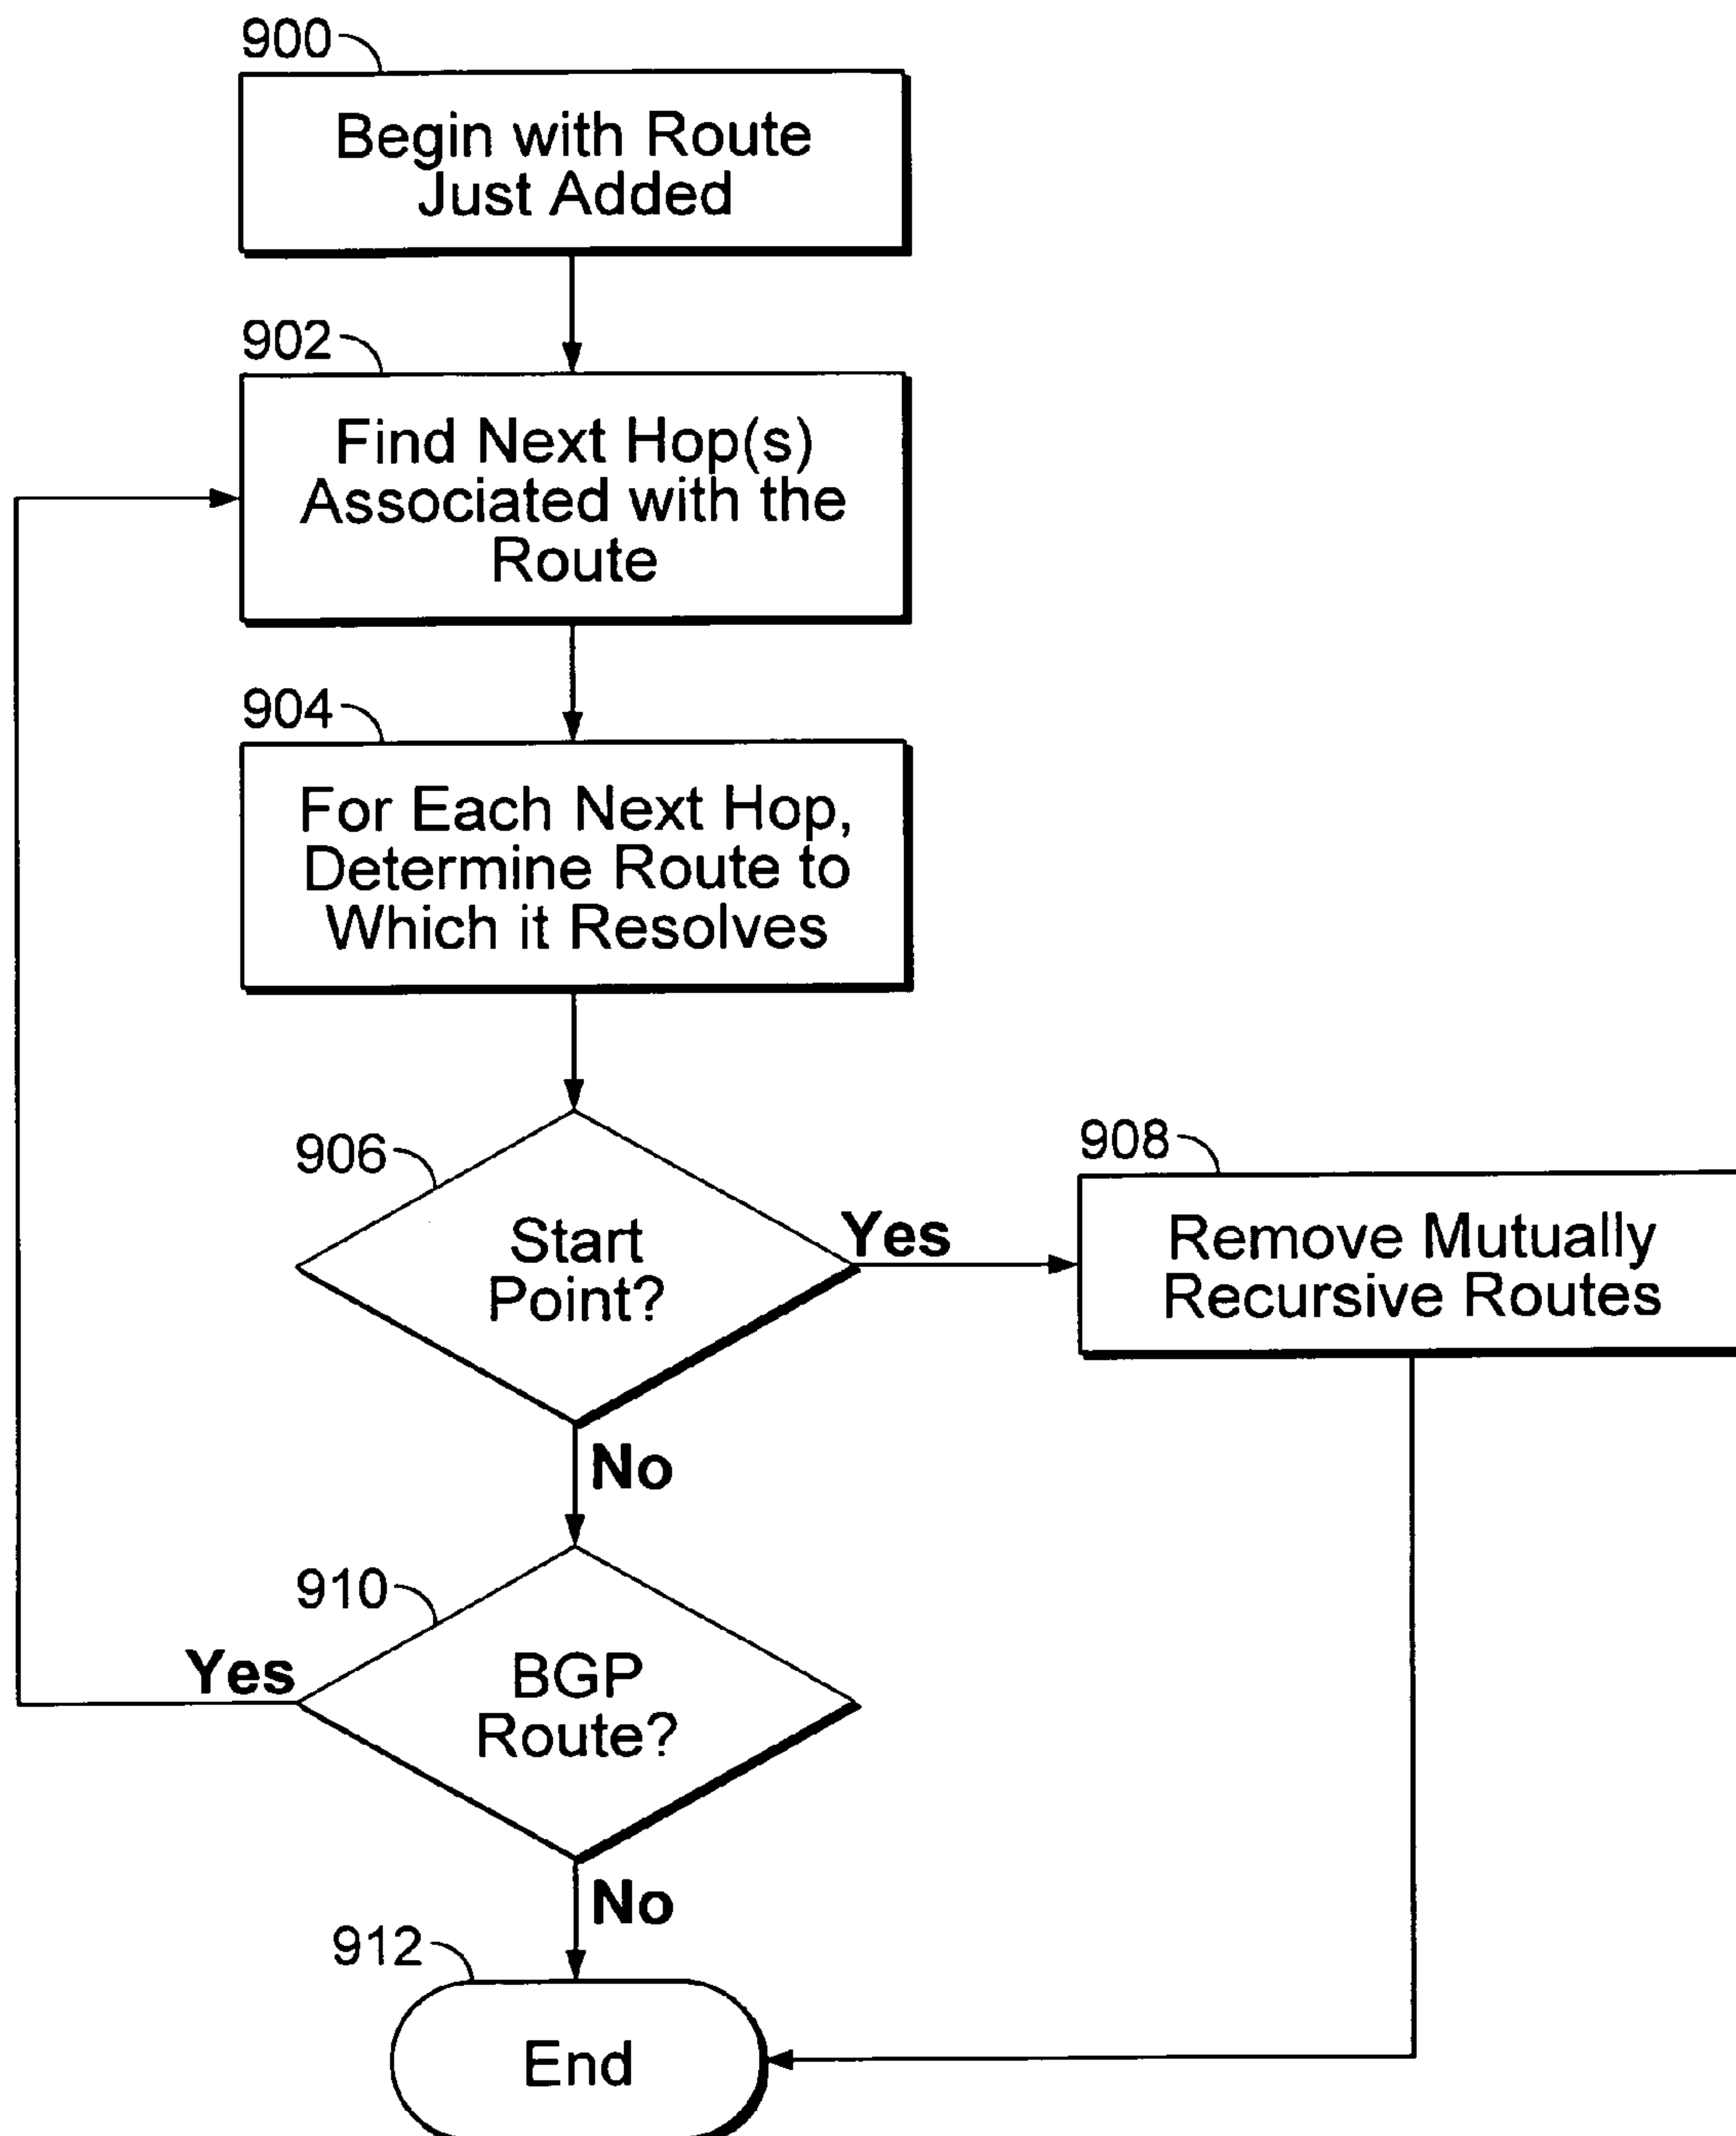 900
Begin with Route
Just Added
902
Find Next Hop(s)
Associated with the
Route
904
For Each Next Hop,
Determine Route to
Which it Resolves
906
Start
Point?
Yes
908
Remove Mutually
Recursive Routes
No
910
BGP
Route?
Yes
No
912
End